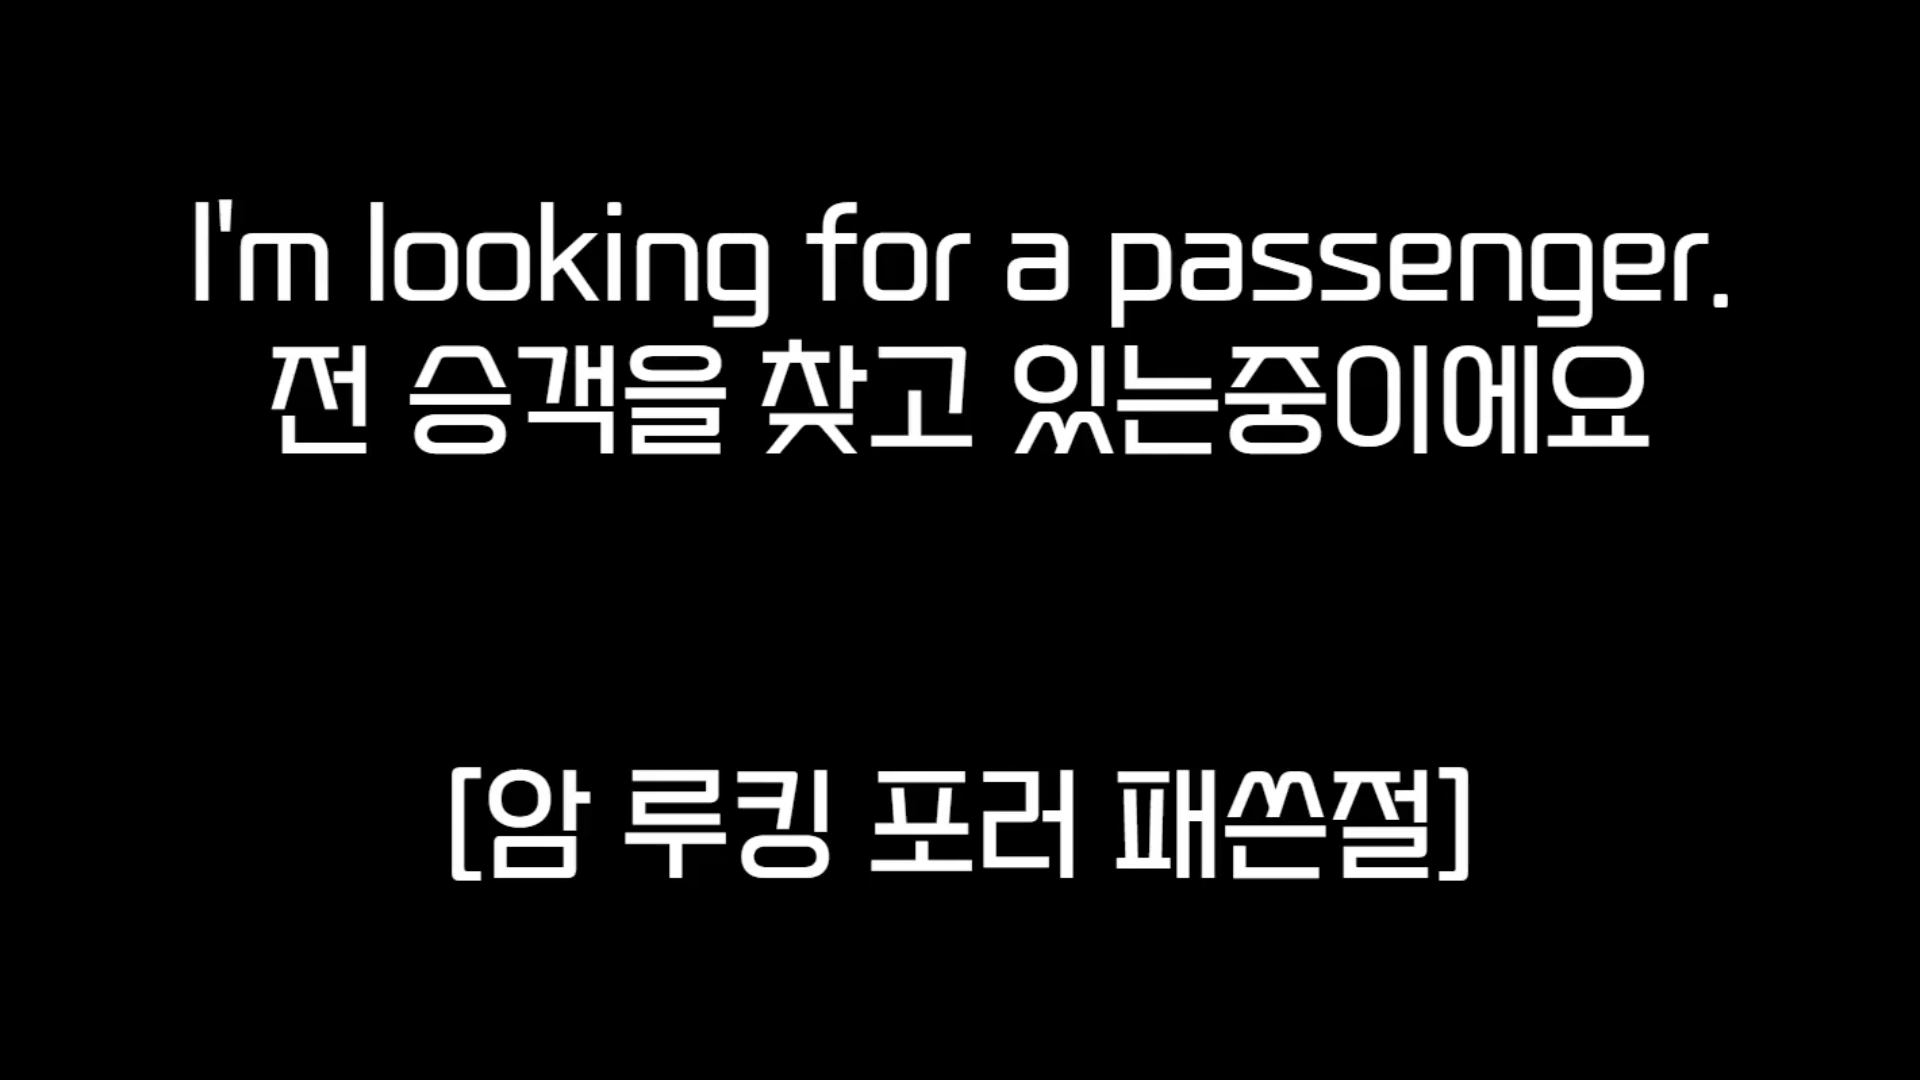 I'm looking for a passenger.
전 승객을 찾고 있는중이에요
[암 루킹 포러 패쓴절]